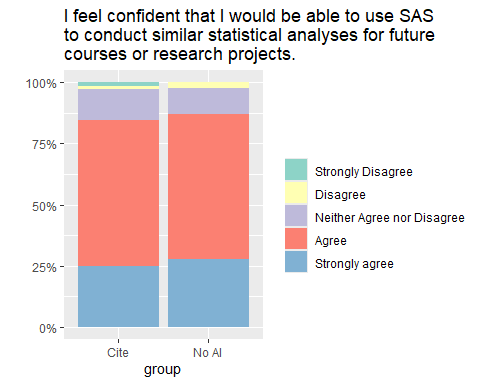 I feel confident that I would be able to use SAS
to conduct similar statistical analyses for future
courses or research projects.
100%
75%
50%
25%
0%
Cite
No AI
group
Strongly Disagree
Disagree
Neither Agree nor Disagree
Agree
Strongly agree